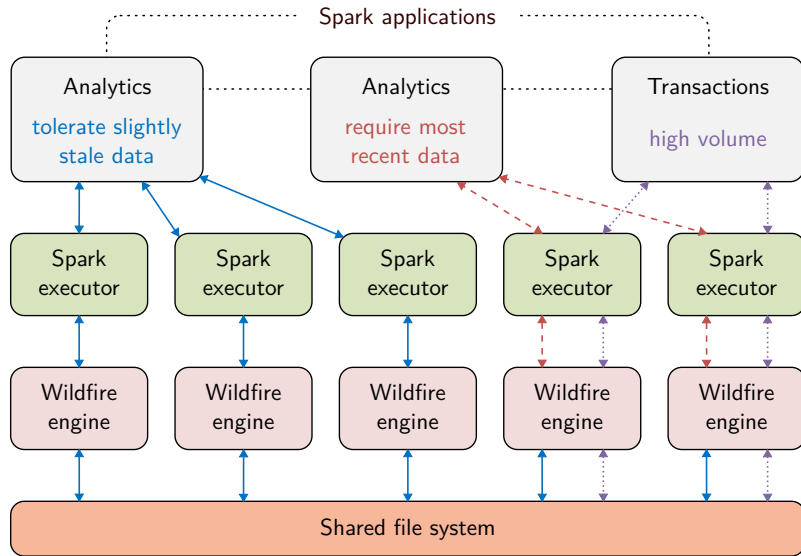 Spark applications
Analytics
tolerate slightly
stale data
Analytics
require most
recent data
Transactions
high volume
Spark
executor
Spark
executor
Spark
executor
Spark
executor
Spark
executor
Wildfire
engine
Wildfire
engine
Wildfire
engine
Wildfire
engine
Wildfire
engine
Shared file system